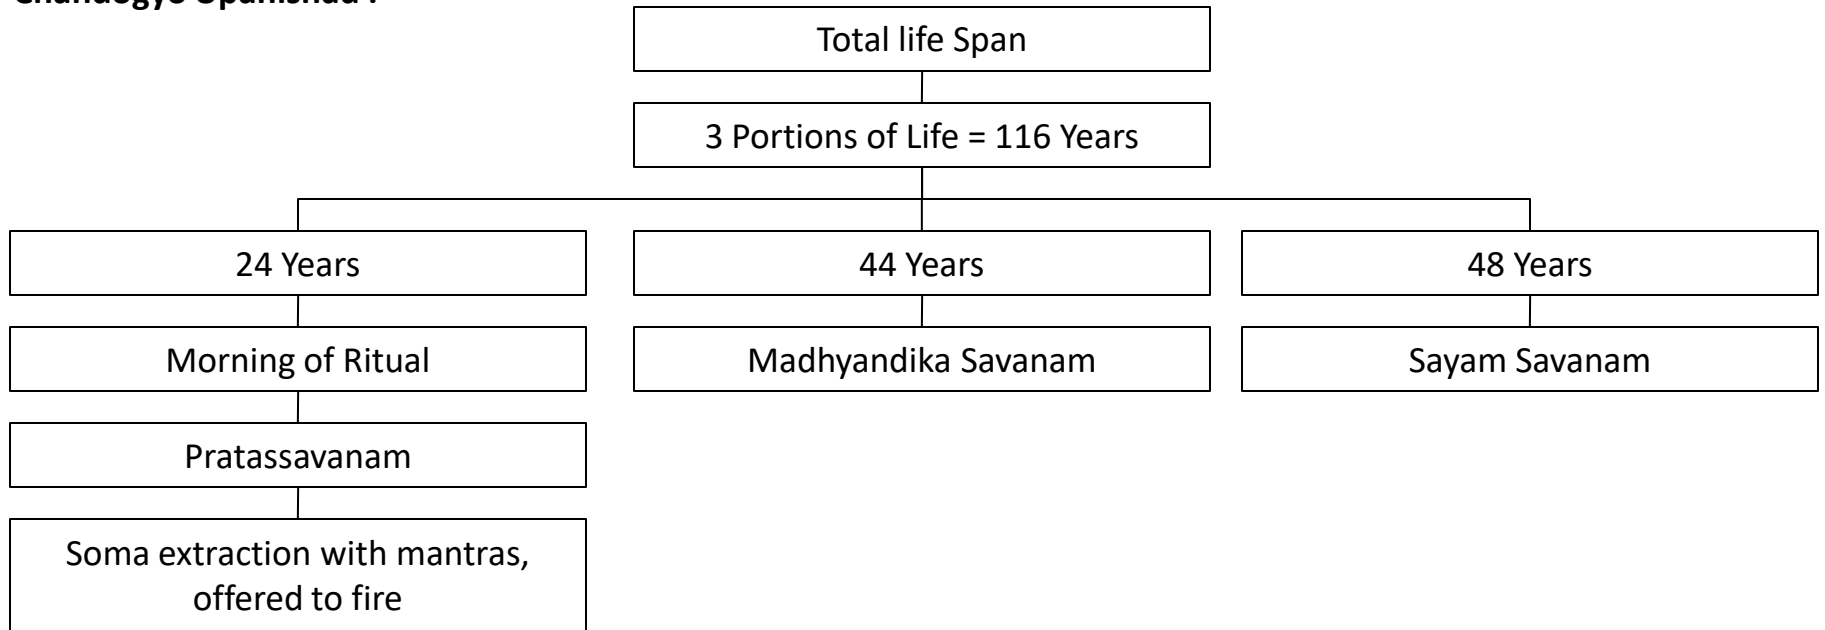 Total life Span
3 Portions of Life = 116 Years
24 Years
44 Years
48 Years
Morning of Ritual
Madhyandika Savanam
Sayam Savanam
Pratassavanam
Soma extraction with mantras,
offered to fire